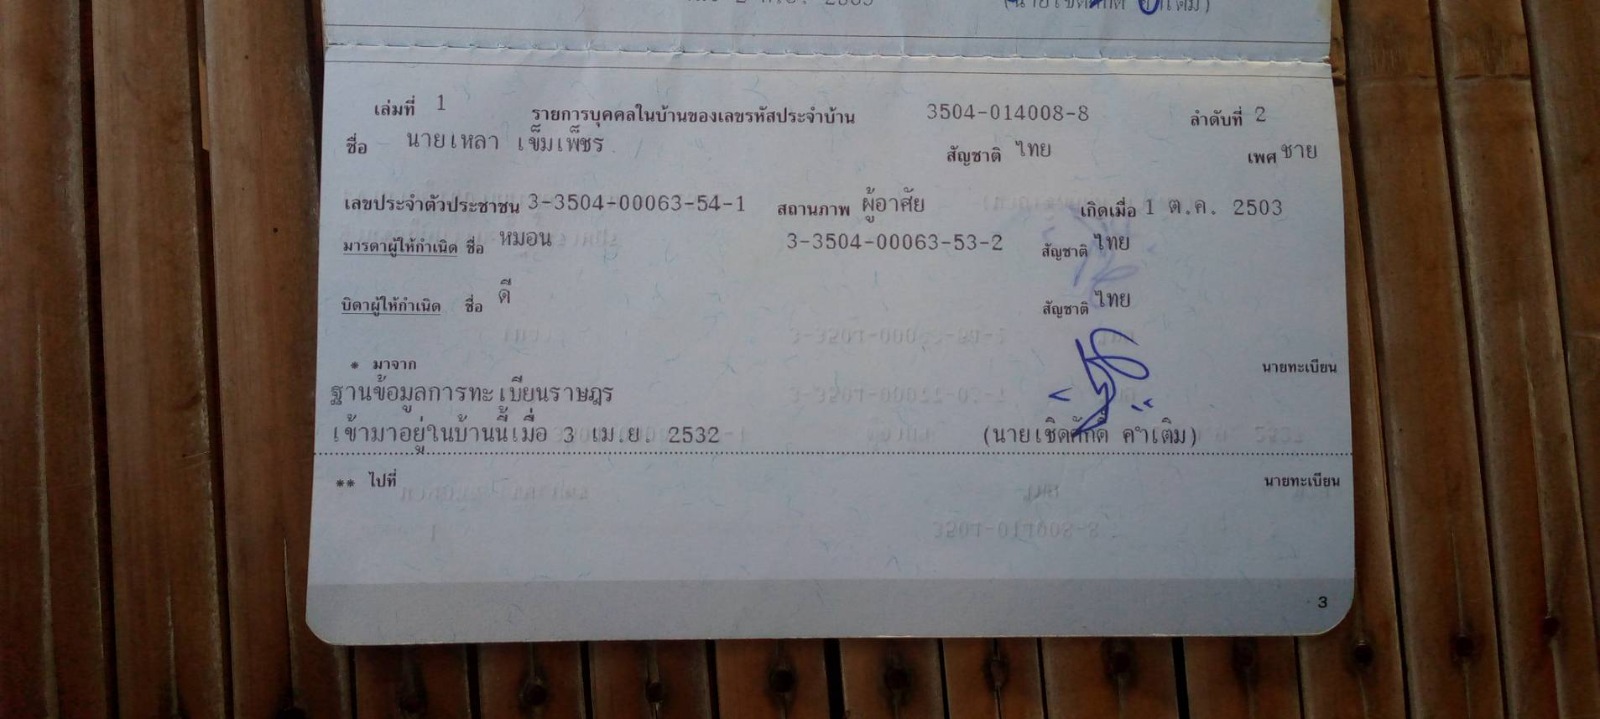 เล่มที่ 1 รายการบุคคลในบ้านของเลขรหัสประจำบ้าน 3504-014008-8 ลำดับที่ 2
ชื่อ นายเหลา เข็มเพ็ชร สัญชาติ ไทย เพศ ชาย
เลขประจำตัวประชาชน 3-3504-00063-54-1 สถานภาพ ผู้อาศัย เกิดเมื่อ 1 ต.ค. 2503
มารดาผู้ให้กำเนิด ชื่อ หมอน 3-3504-00063-53-2 สัญชาติ ไทย
บิดาผู้ให้กำเนิด ชื่อ ดี สัญชาติ ไทย
* มาจาก นายทะเบียน
ฐานข้อมูลการทะเบียนราษฎร
เข้ามาอยู่ในบ้านนี้เมื่อ 3 เม.ย. 2532 (นายเชิดศักดิ์ คำเติม)
** ไปที่ นายทะเบียน
3